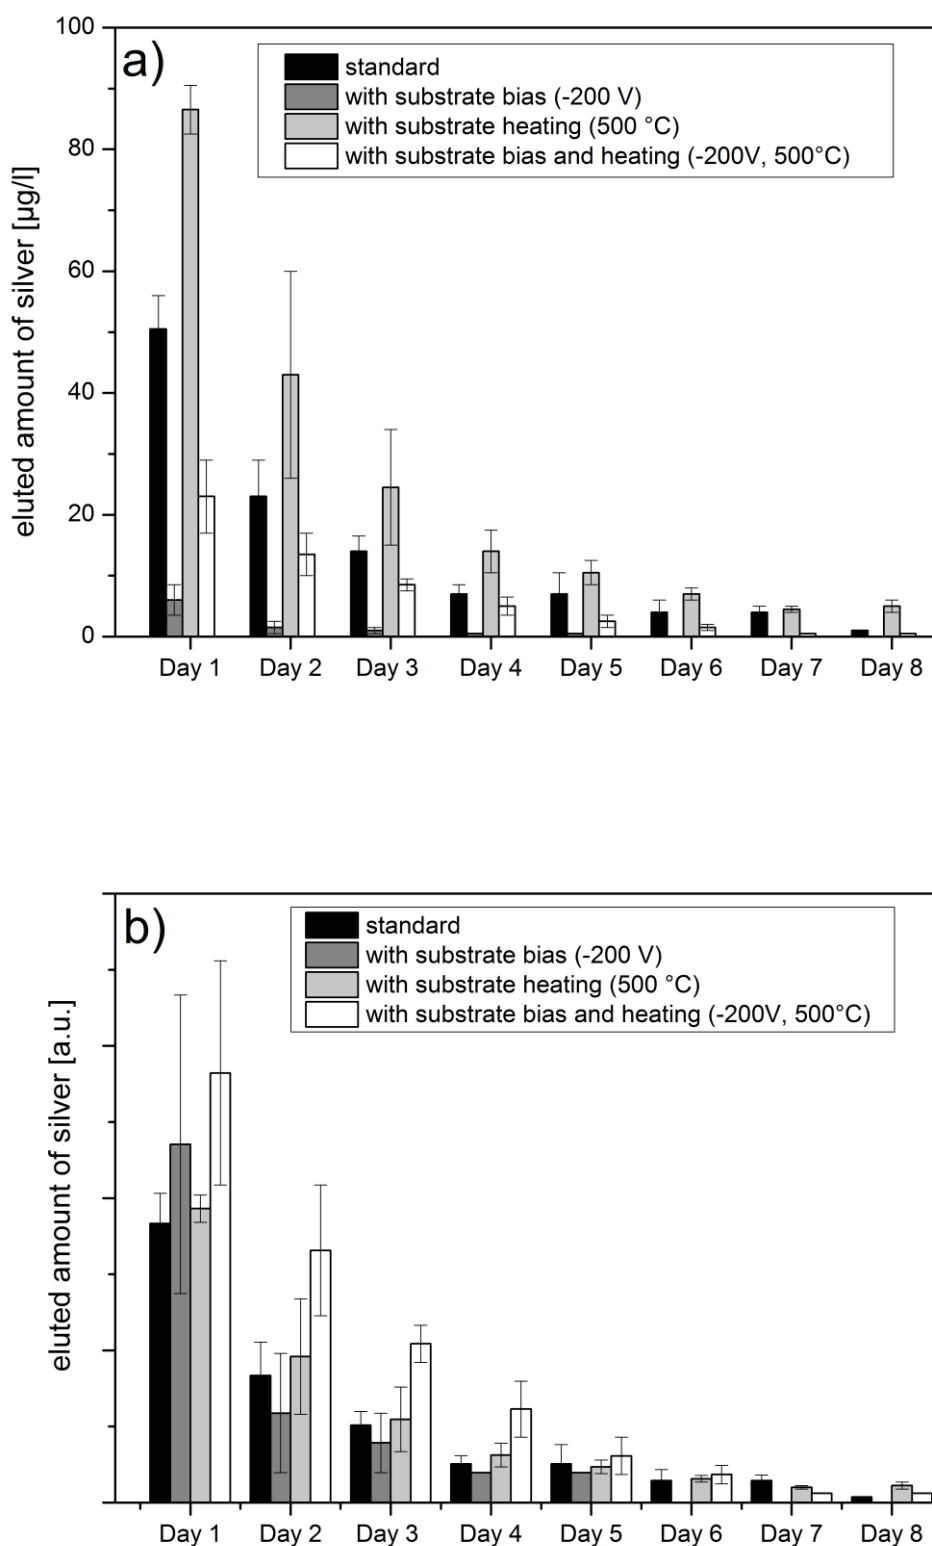 a)
standard
with substrate bias (-200 V)
with substrate heating (500 °C)
with substrate bias and heating (-200V, 500°C)
eluted amount of silver [µg/l]
100
80
60
40
20
0
Day 1 Day 2 Day 3 Day 4 Day 5 Day 6 Day 7 Day 8
b)
standard
with substrate bias (-200 V)
with substrate heating (500 °C)
with substrate bias and heating (-200V, 500°C)
eluted amount of silver [a.u.]
Day 1 Day 2 Day 3 Day 4 Day 5 Day 6 Day 7 Day 8